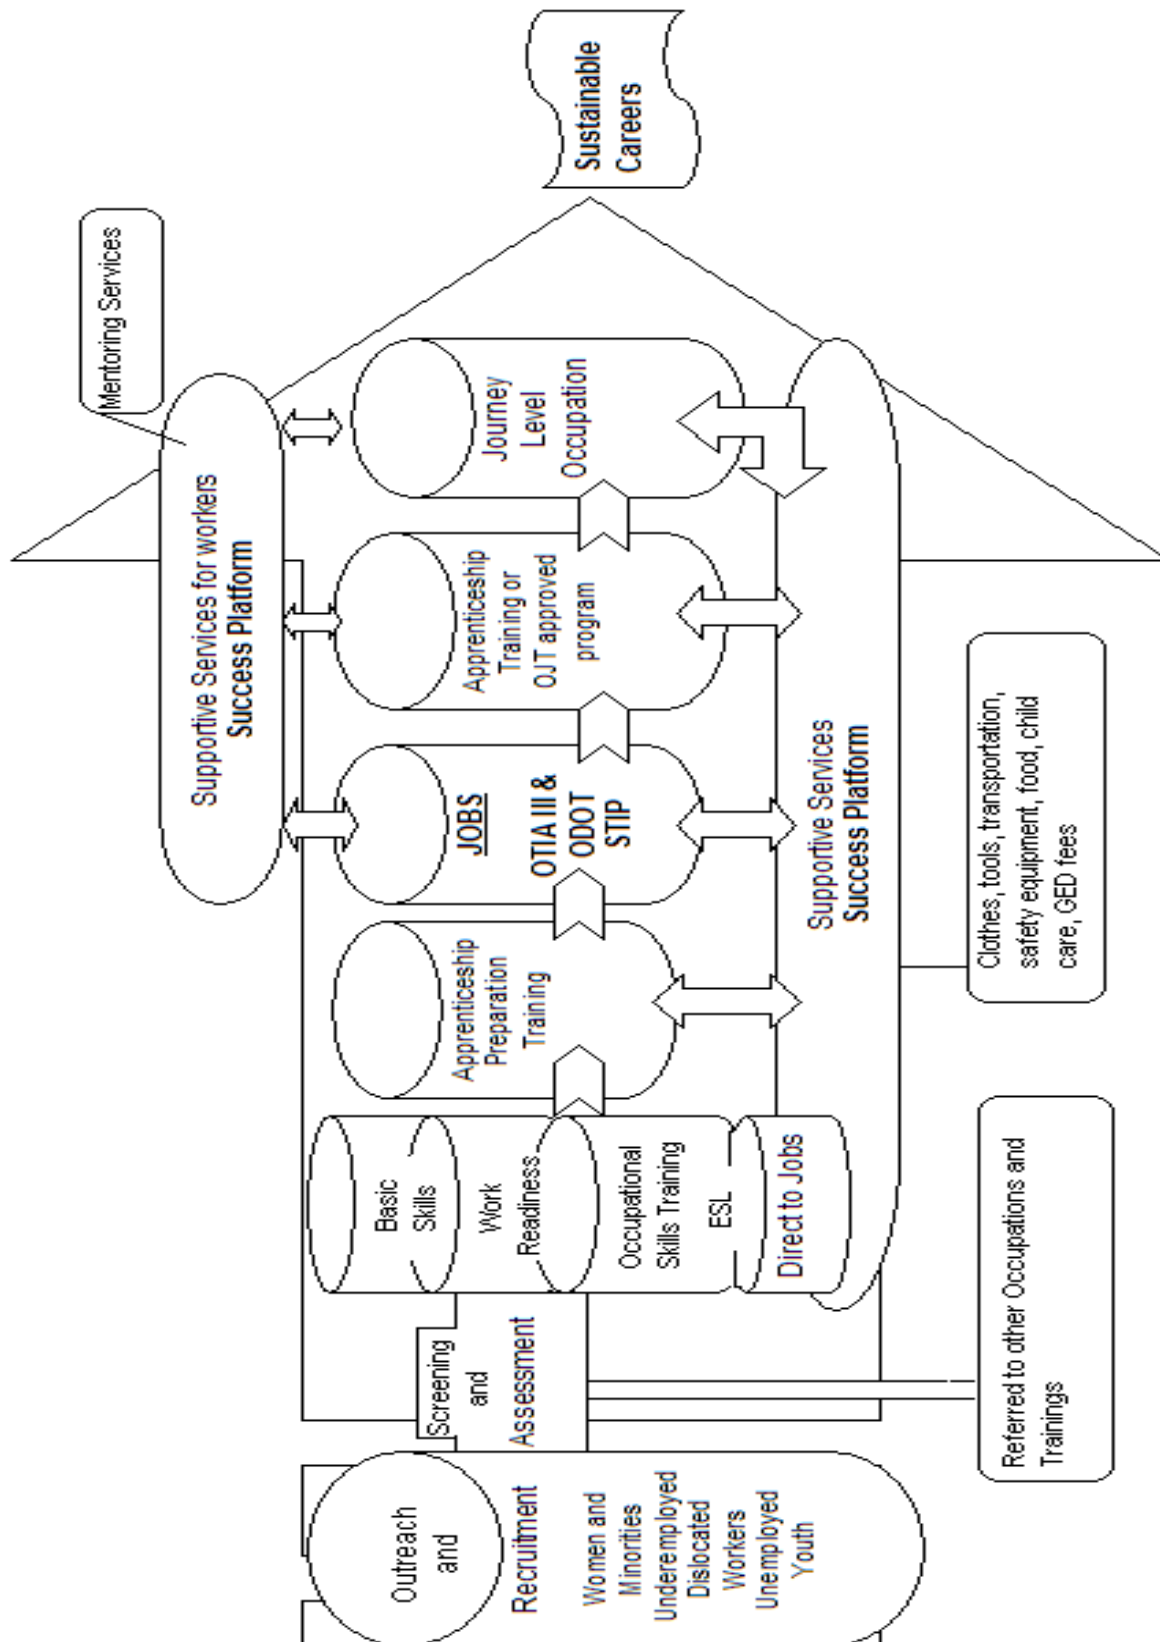 Outreach
and
Recruitment
Women and
Minorities
Underemployed
Dislocated
Workers
Unemployed
Youth
Screening
and
Assessment
Referred to other Occupations and
Trainings
Basic
Skills
Work
Readiness
Occupational
Skills Training
ESL
Direct to Jobs
Apprenticeship
Preparation
Training
JOBS
OTIA III &
ODOT
STIP
Apprenticeship
Training or
OJT approved
program
Journey
Level
Occupation
Supportive Services for workers
Success Platform
Mentoring Services
Supportive Services
Success Platform
Clothes, tools, transportation,
safety equipment, food, child
care, GED fees
Sustainable
Careers